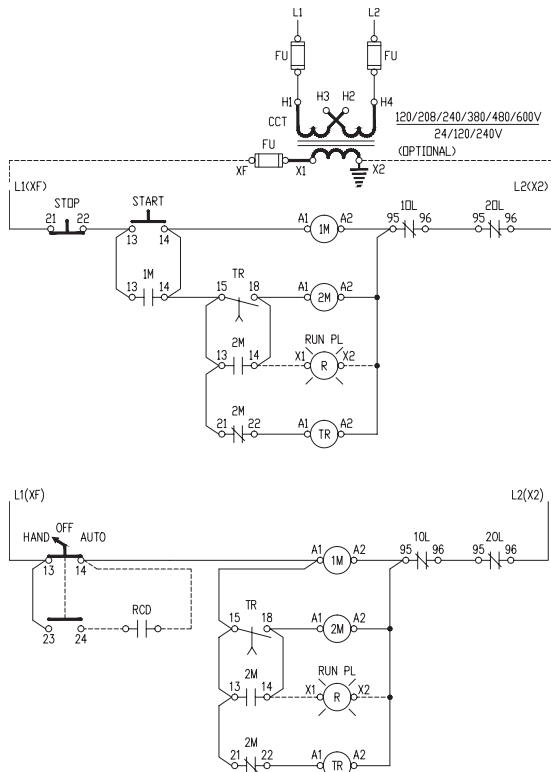 L1 L2
FU FU
H1 H3 H2 H4
CCT
120/208/240/380/480/600V
24/120/240V
(OPTIONAL)
FU
XF X1 X2
L1(XF) L2(X2)
STOP START 1OL 2OL
21 22 13 14 A1 1M A2 95 96 95 96
1M TR
13 14 15 18 A1 2M A2
2M RUN PL
13 14 X1 R X2
2M
21 22 A1 TR A2
L1(XF) L2(X2)
OFF
HAND AUTO 1OL 2OL
13 14 A1 1M A2 95 96 95 96
RCD TR
23 24 15 18 A1 2M A2
2M RUN PL
13 14 X1 R X2
2M
21 22 A1 TR A2